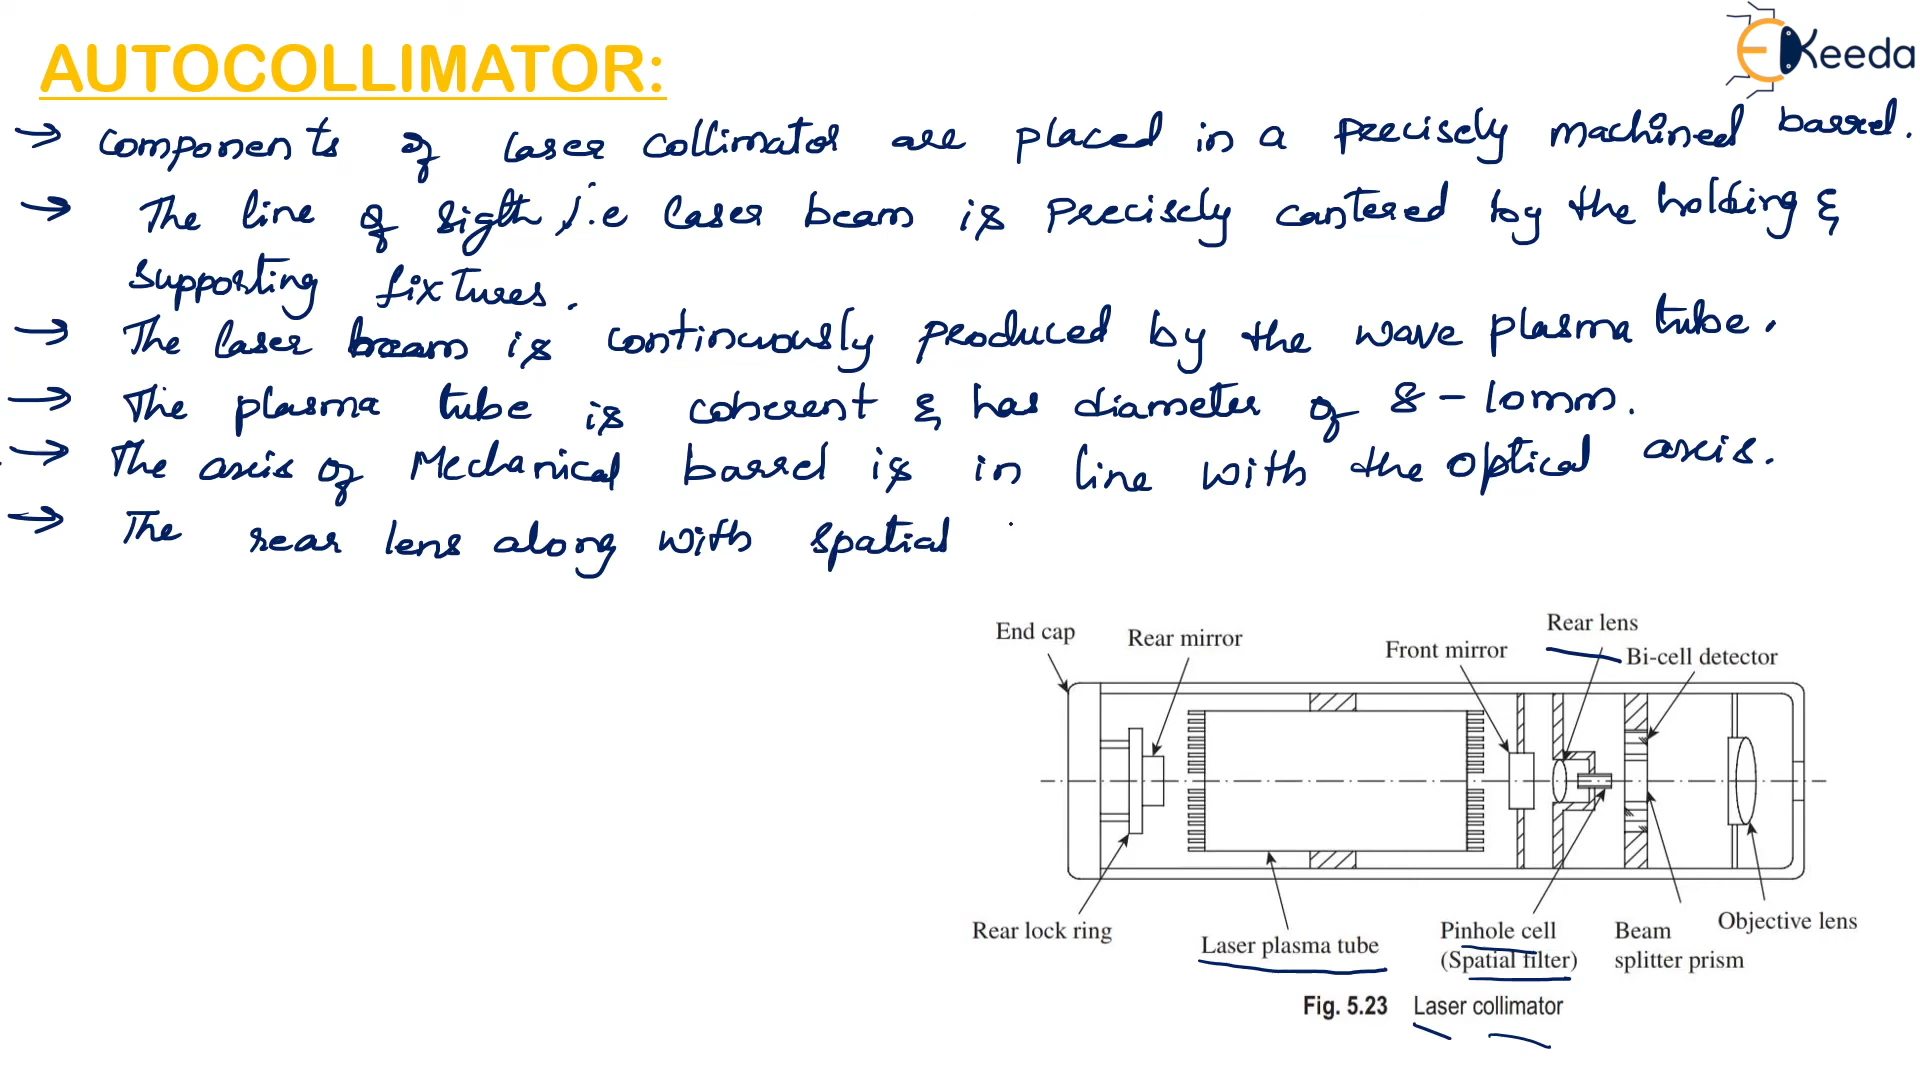 AUTOCOLLIMATOR:
EKeeda
→ components of laser collimator are placed in a precisely machined barrel.
→ The line of sigth, i.e laser beam is precisely cantered by the holding &
supporting fixtures.
→ The laser beam is continuously produced by the wave plasma tube.
→ The plasma tube is coherent & has diameter of 8-10mm.
→ The axis of Mechanical barrel is in line with the optical axis.
→ The rear lens along with spatial
End cap
Rear mirror
Front mirror
Rear lens
Bi-cell detector
Rear lock ring
Laser plasma tube
Pinhole cell
(Spatial filter)
Beam
splitter prism
Objective lens
Fig. 5.23 Laser collimator